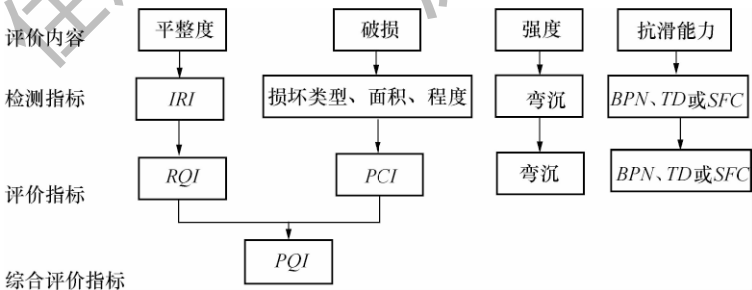 评价内容 平整度 破损 强度 抗滑能力
检测指标 IRI 损坏类型、面积、程度 弯沉 BPN、TD或SFC
评价指标 RQI PCI 弯沉 BPN、TD或SFC
PQI
综合评价指标